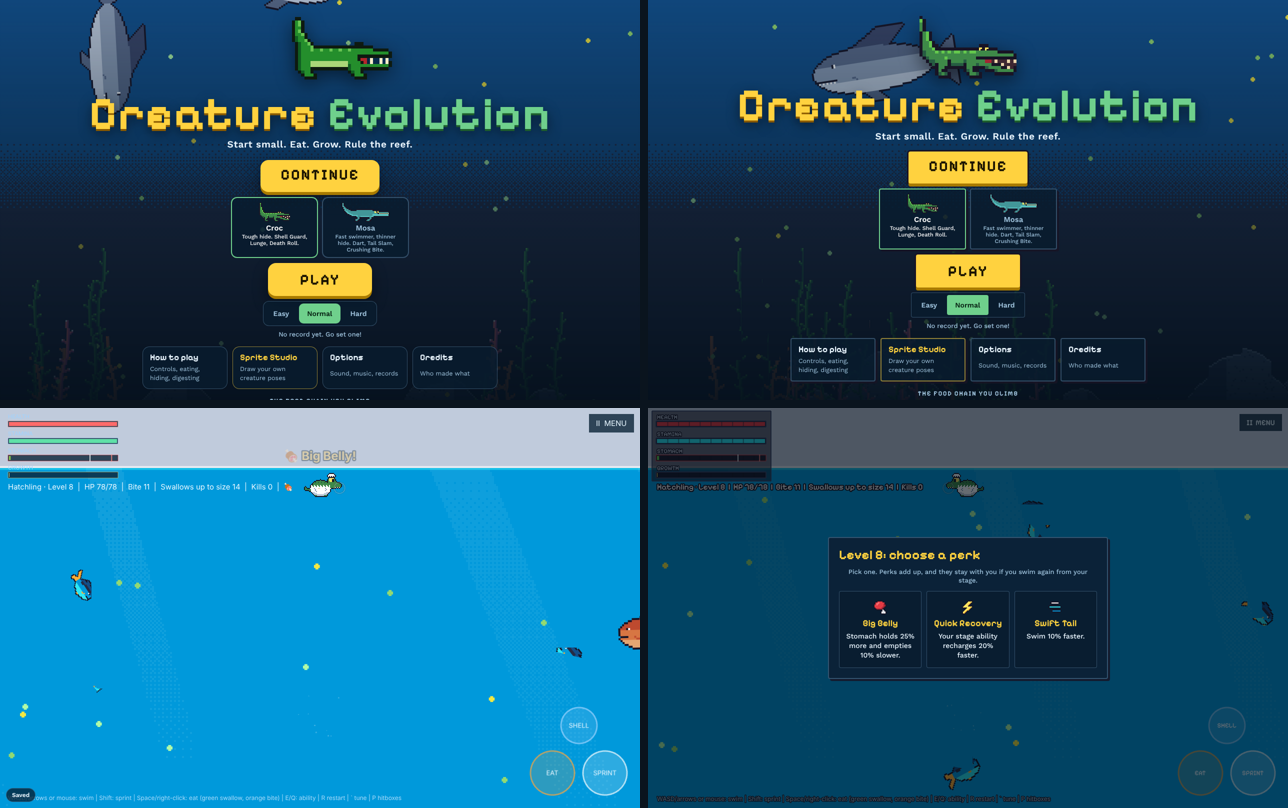 Creature Evolution
Start small. Eat. Grow. Rule the reef.
CONTINUE
Croc
Tough hide. Shell Guard,
Lunge, Death Roll.
Mosa
Fast swimmer, thinner
hide. Dart, Tail Slam,
Crushing Bite.
PLAY
Easy Normal Hard
No record yet. Go set one!
How to play
Controls, eating,
hiding, digesting
Sprite Studio
Draw your own
creature poses
Options
Sound, music, records
Credits
Who made what
Creature Evolution
Start small. Eat. Grow. Rule the reef.
CONTINUE
Croc
Tough hide. Shell Guard,
Lunge, Death Roll.
Mosa
Fast swimmer, thinner
hide. Dart, Tail Slam,
Crushing Bite.
PLAY
Easy Normal Hard
No record yet. Go set one!
How to play
Controls, eating,
hiding, digesting
Sprite Studio
Draw your own
creature poses
Options
Sound, music, records
Credits
Who made what
THE FOOD CHAIN YOU CLIMB
II MENU
Big Belly!
Hatchling · Level 8 | HP 78/78 | Bite 11 | Swallows up to size 14 | Kills 0 |
SHELL
EAT
SPRINT
Saved
or mouse: swim | Shift: sprint | Space/right-click: eat (green swallow, orange bite) | E/Q: ability | R restart | ` tune | P hitboxes
HEALTH
STAMINA
STOMACH
GROWTH
II MENU
Hatchling · Level 8 | HP 78/78 | Bite 11 | Swallows up to size 14 | Kills 0
Level 8: choose a perk
Pick one. Perks add up, and they stay with you if you swim again from your
stage.
Big Belly
Stomach holds 25%
more and empties
10% slower.
Quick Recovery
Your stage ability
recharges 20%
faster.
Swift Tail
Swim 10% faster.
SHELL
EAT
SPRINT